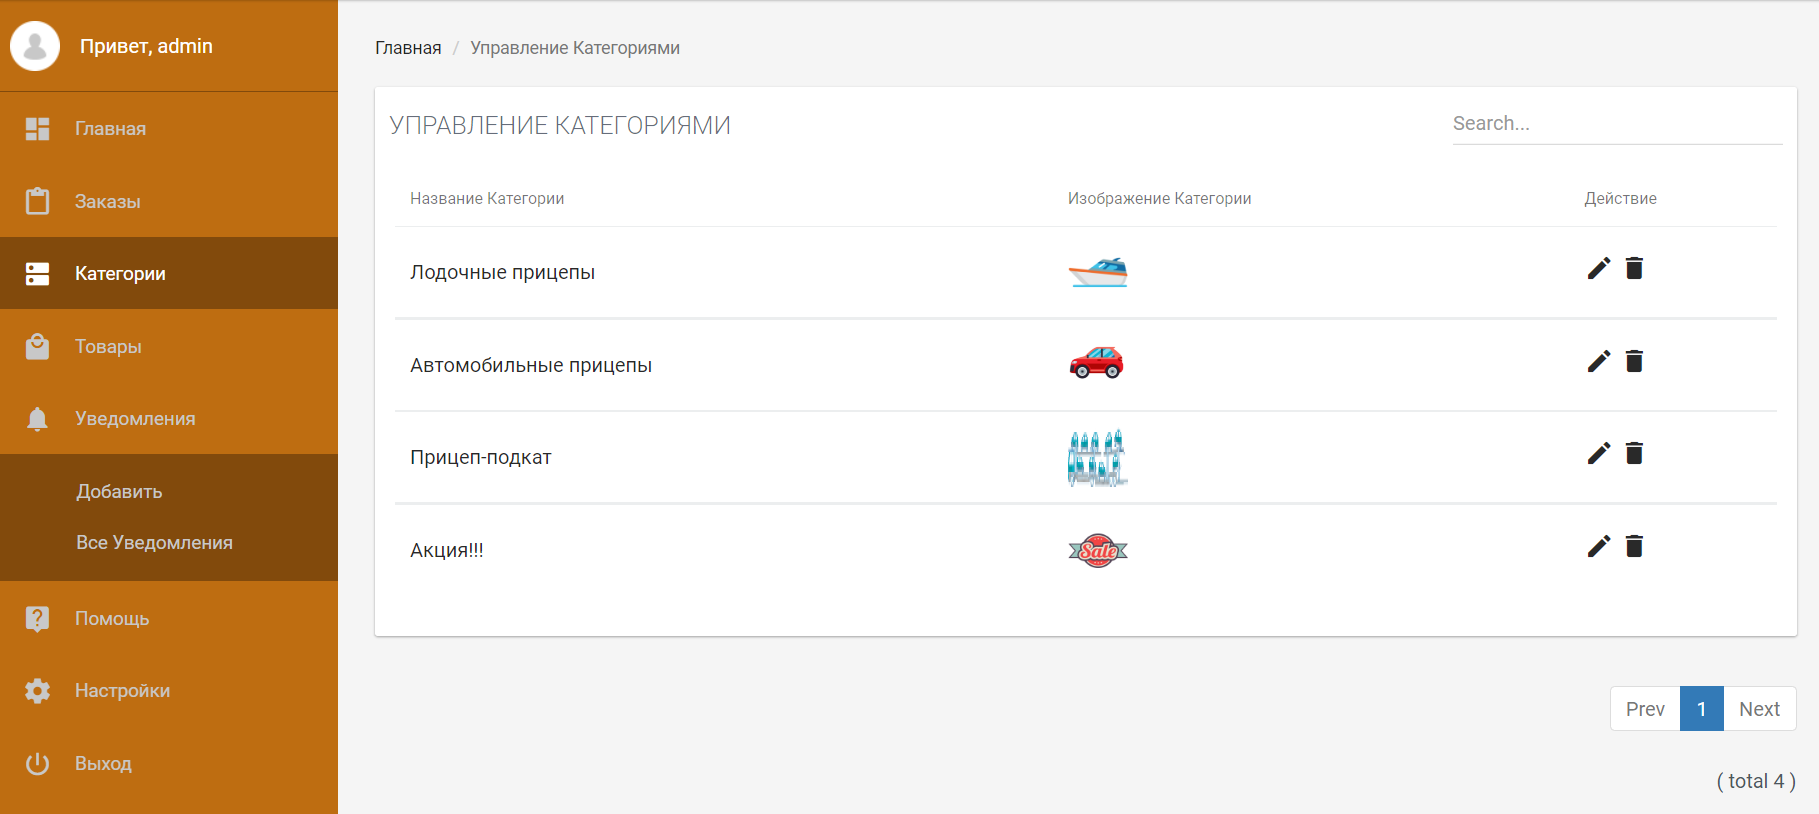 Привет, admin
Главная
Заказы
Категории
Товары
Уведомления
Добавить
Все Уведомления
Помощь
Настройки
Выход
Главная / Управление Категориями
УПРАВЛЕНИЕ КАТЕГОРИЯМИ
Search...
Название Категории Изображение Категории Действие
Лодочные прицепы
Автомобильные прицепы
Прицеп-подкат
Акция!!! Sale
Prev 1 Next
( total 4 )